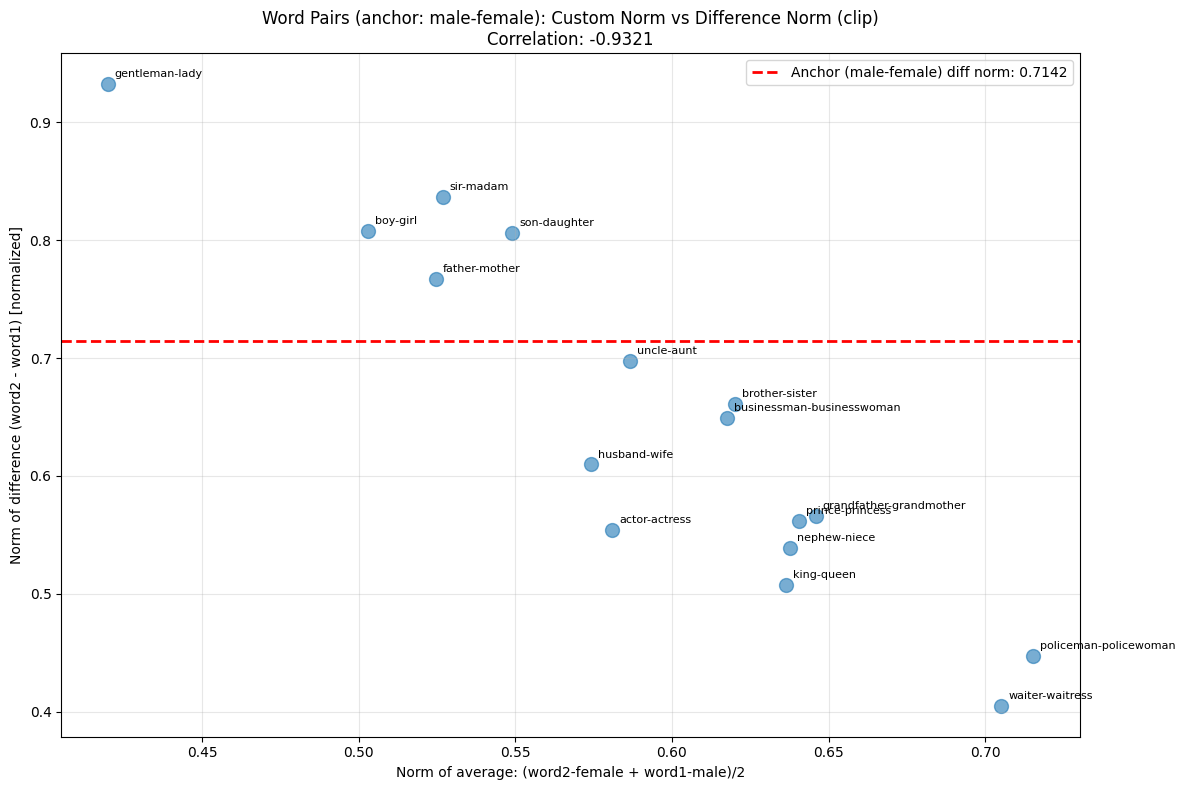 Word Pairs (anchor: male-female): Custom Norm vs Difference Norm (clip)
Correlation: -0.9321
Anchor (male-female) diff norm: 0.7142
gentleman-lady
sir-madam
boy-girl
son-daughter
father-mother
uncle-aunt
brother-sister
businessman-businesswoman
husband-wife
grandfather-grandmother
prince-princess
actor-actress
nephew-niece
king-queen
policeman-policewoman
waiter-waitress
Norm of difference (word2 - word1) [normalized]
0.9
0.8
0.7
0.6
0.5
0.4
0.45
0.50
0.55
0.60
0.65
0.70
Norm of average: (word2-female + word1-male)/2